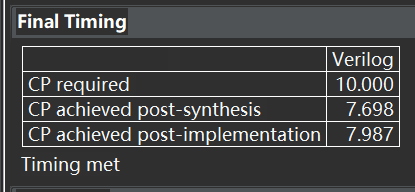 Final Timing
Verilog
CP required 10.000
CP achieved post-synthesis 7.698
CP achieved post-implementation 7.987
Timing met